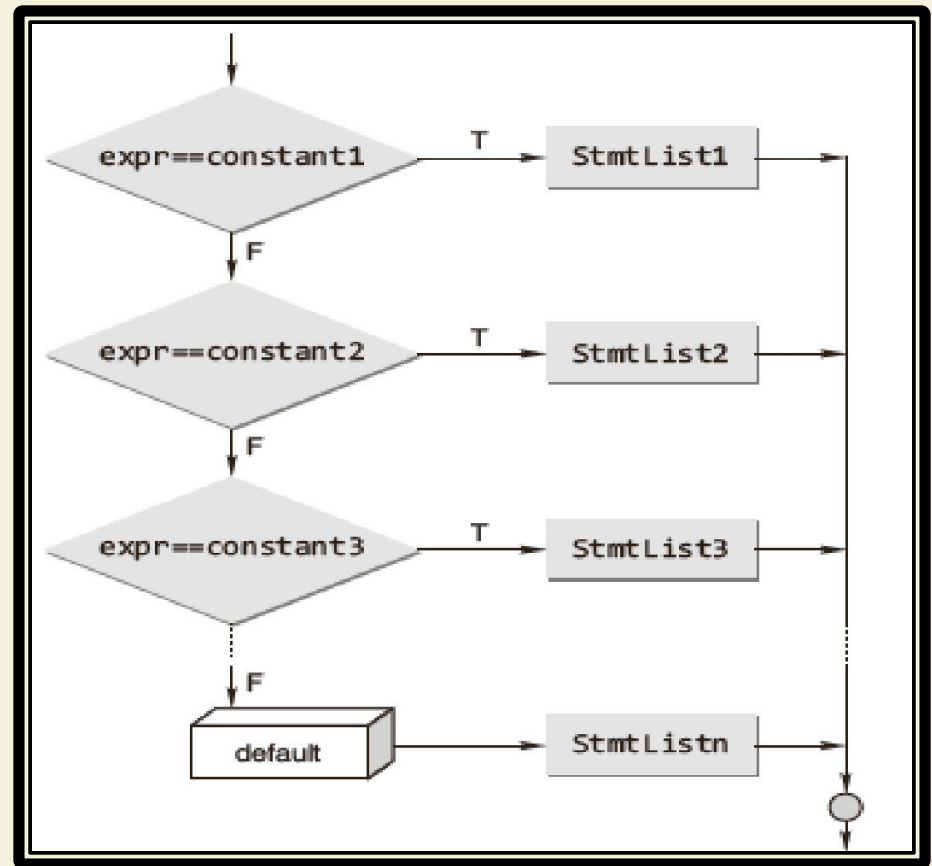 expr==constant1
T
StmtList1
F
expr==constant2
T
StmtList2
F
expr==constant3
T
StmtList3
F
default
StmtListn